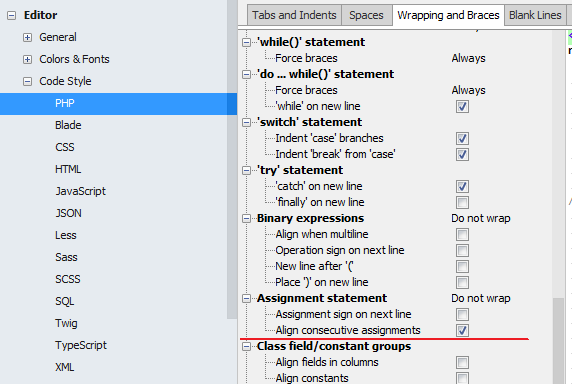 Editor
General
Colors & Fonts
Code Style
PHP
Blade
CSS
HTML
JavaScript
JSON
Less
Sass
SCSS
SQL
Twig
TypeScript
XML
Tabs and Indents Spaces Wrapping and Braces Blank Lines
'while()' statement
Force braces Always
'do ... while()' statement
Force braces Always
'while' on new line
'switch' statement
Indent 'case' branches
Indent 'break' from 'case'
'try' statement
'catch' on new line
'finally' on new line
Binary expressions Do not wrap
Align when multiline
Operation sign on next line
New line after '('
Place ')' on new line
Assignment statement Do not wrap
Assignment sign on next line
Align consecutive assignments
Class field/constant groups
Align fields in columns
Align constants